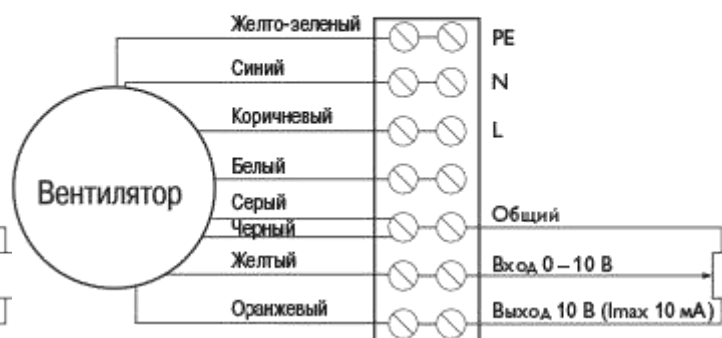 Желто-зеленый
PE
Синий
N
Коричневый
L
Белый
Вентилятор
Серый
Общий
Черный
Желтый
Вход 0 – 10 В
Оранжевый
Выход 10 В (Imax 10 мА)